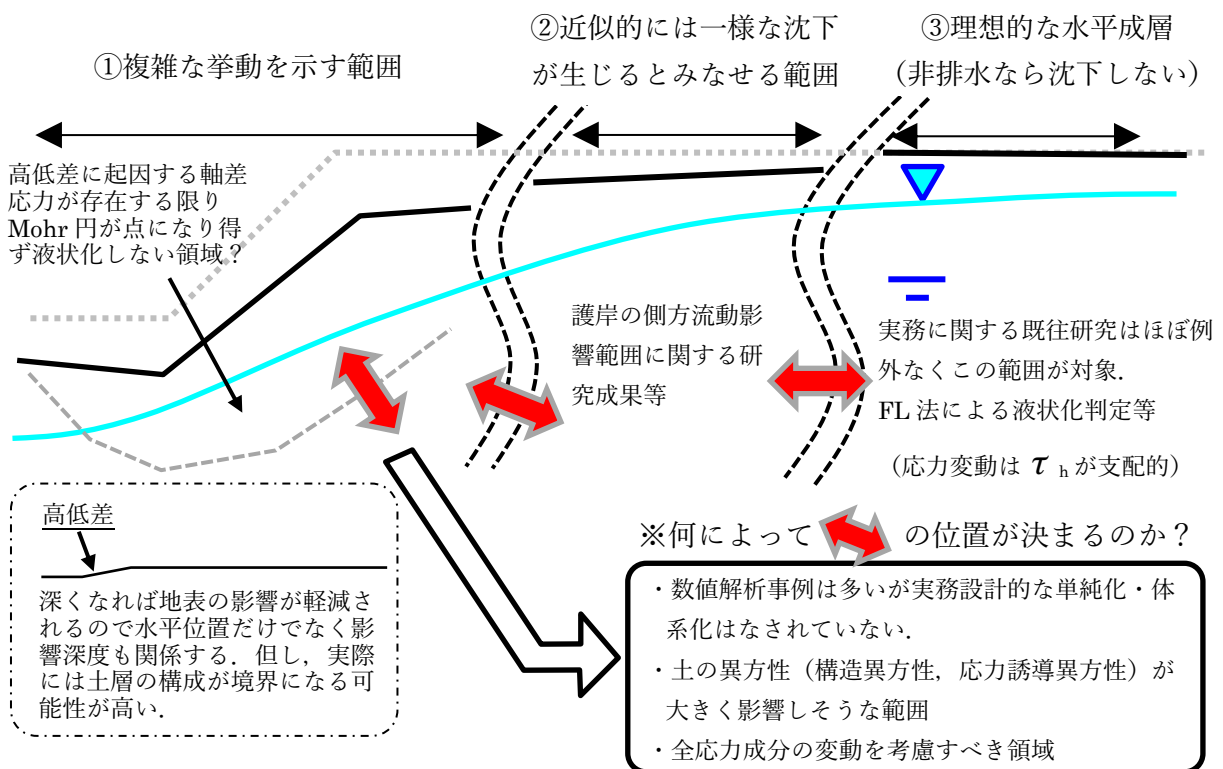 ①複雑な挙動を示す範囲
②近似的には一様な沈下
が生じるとみなせる範囲
③理想的な水平成層
（非排水なら沈下しない）
高低差に起因する軸差
応力が存在する限り
Mohr 円が点になり得
ず液状化しない領域？
護岸の側方流動影
響範囲に関する研
究成果等
実務に関する既往研究はほぼ例
外なくこの範囲が対象．
FL 法による液状化判定等
（応力変動は τ h が支配的）
高低差
深くなれば地表の影響が軽減さ
れるので水平位置だけでなく影
響深度も関係する．但し，実際
には土層の構成が境界になる可
能性が高い．
※何によって の位置が決まるのか？
・数値解析事例は多いが実務設計的な単純化・体
系化はなされていない．
・土の異方性（構造異方性，応力誘導異方性）が
大きく影響しそうな範囲
・全応力成分の変動を考慮すべき領域